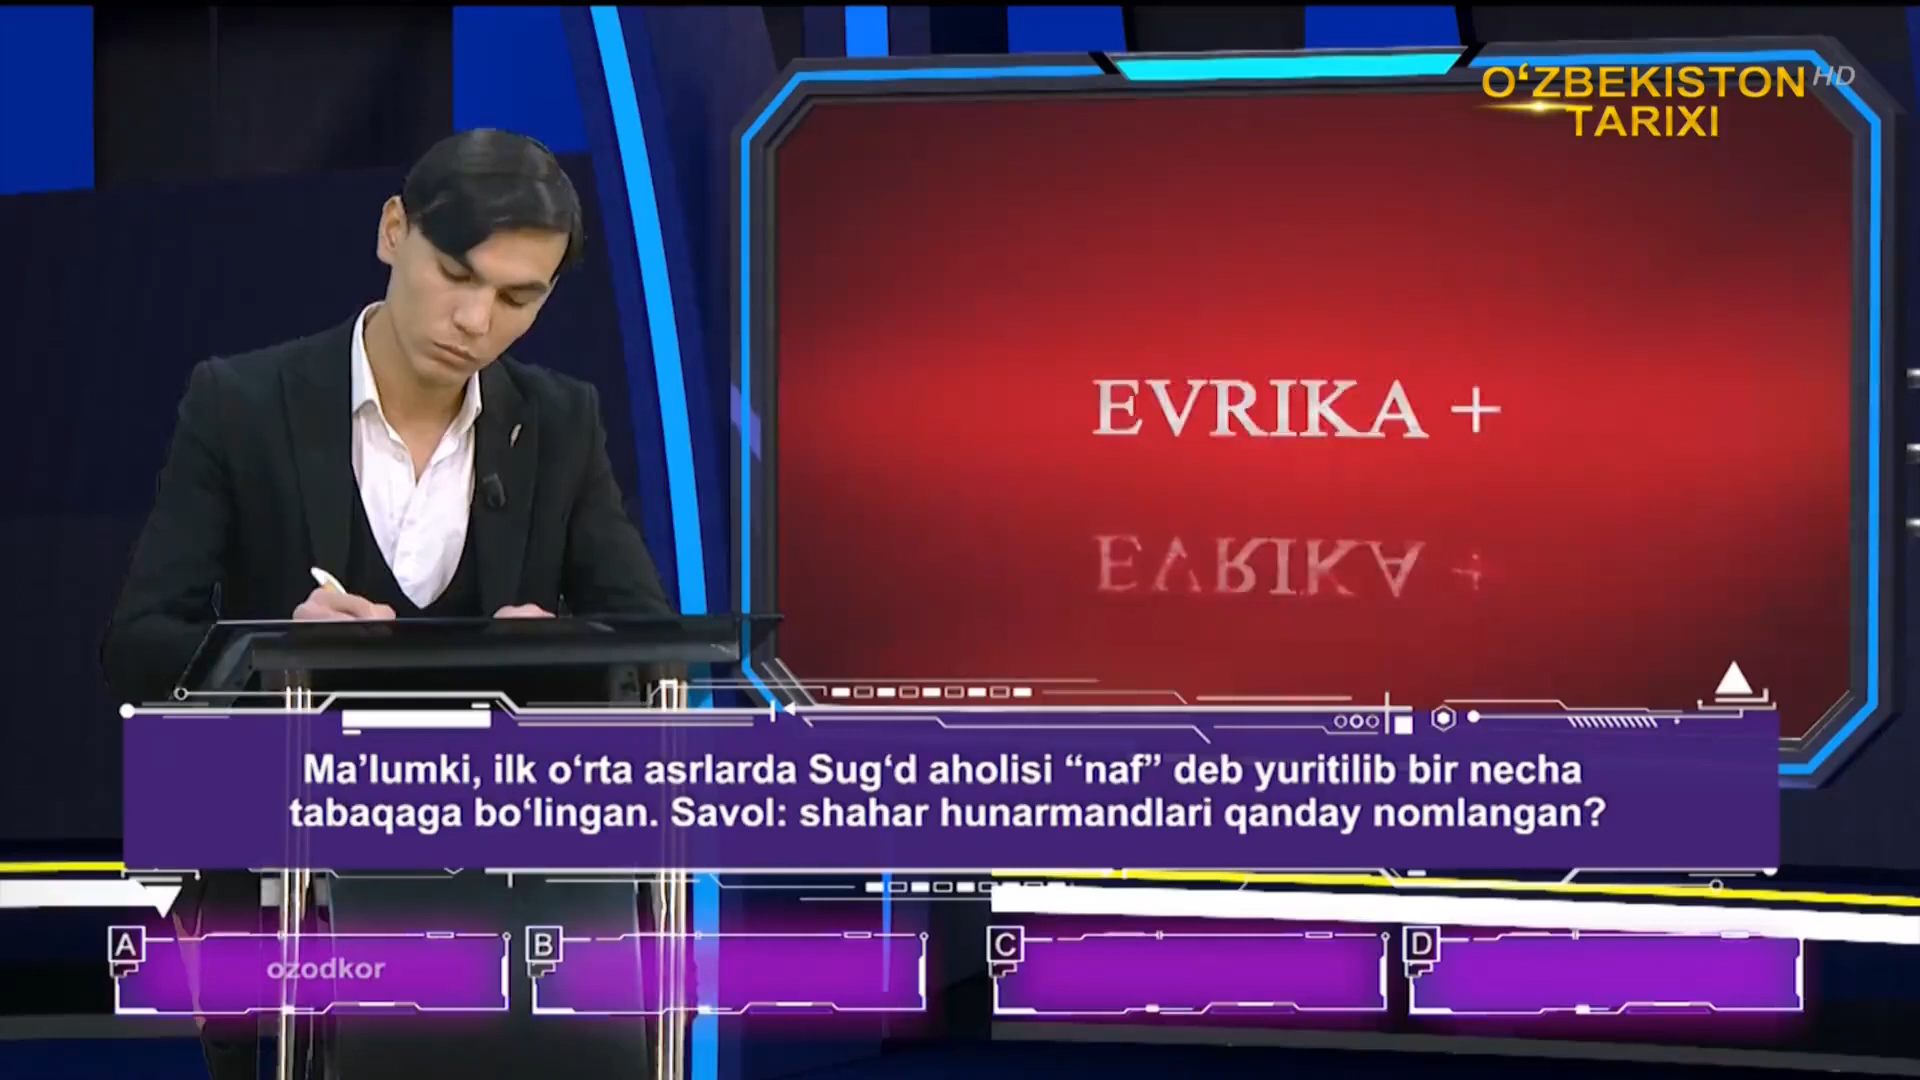 O‘ZBEKISTON HD
TARIXI
EVRIKA +
EVRIKA +
Ma’lumki, ilk o‘rta asrlarda Sug‘d aholisi “naf” deb yuritilib bir necha
tabaqaga bo‘lingan. Savol: shahar hunarmandlari qanday nomlangan?
A
ozodkor
B
C
D